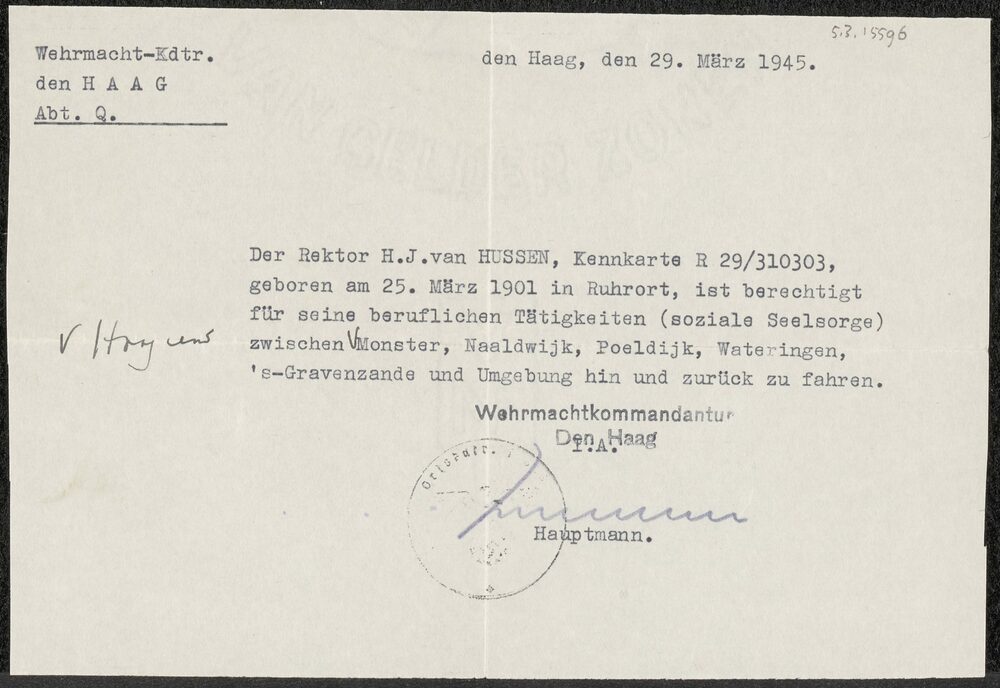 5.3.15596
Wehrmacht-Kdtr.
den H A A G
Abt. Q.
den Haag, den 29. März 1945.
Der Rektor H.J.van HUSSEN, Kennkarte R 29/310303,
geboren am 25. März 1901 in Ruhrort, ist berechtigt
für seine beruflichen Tätigkeiten (soziale Seelsorge)
zwischen Monster, Naaldwijk, Poeldijk, Wateringen,
's-Gravenzande und Umgebung hin und zurück zu fahren.
Wehrmachtkommandantur
Den Haag
I.A.
Hauptmann.